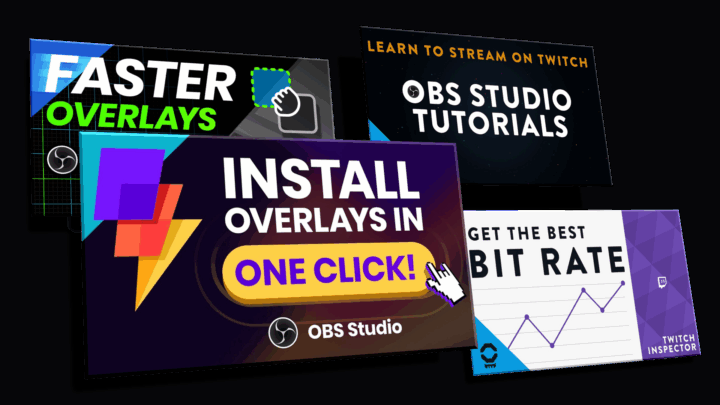 FASTER
OVERLAYS
LEARN TO STREAM ON TWITCH
OBS STUDIO
TUTORIALS
INSTALL
OVERLAYS IN
ONE CLICK!
OBS Studio
GET THE BEST
BIT RATE
TWITCH
INSPECTOR